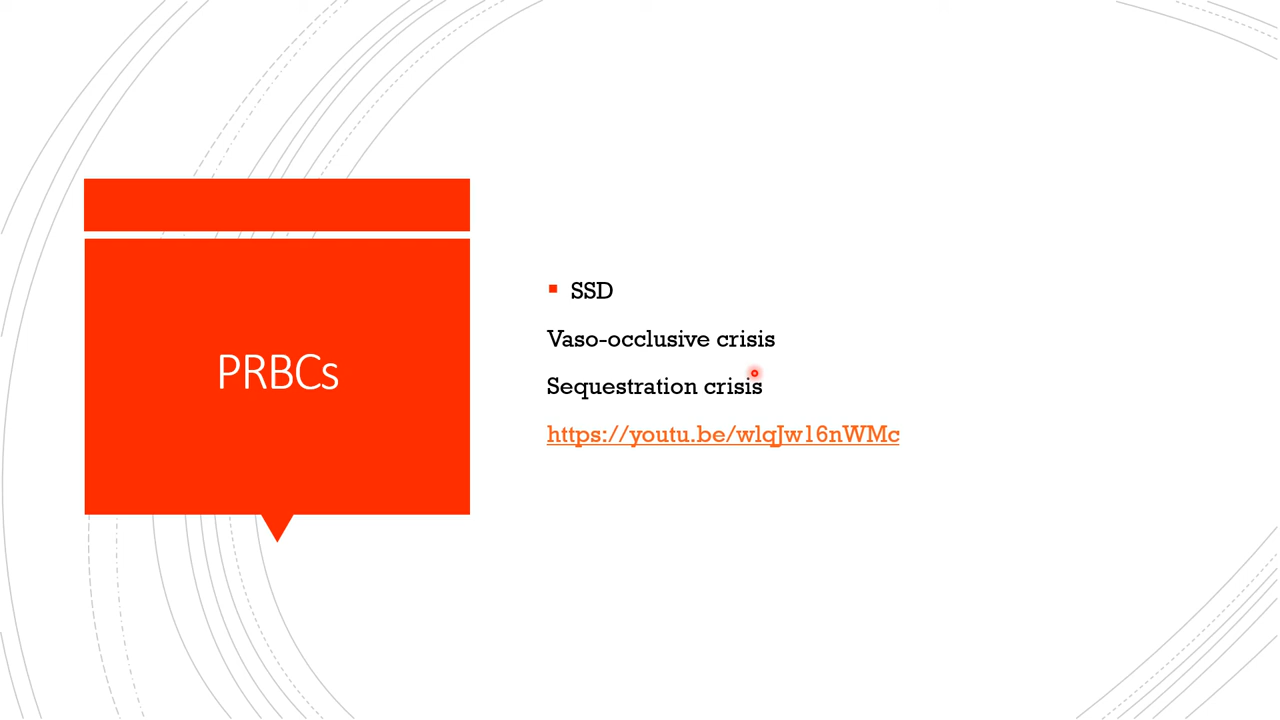 PRBCs
SSD
Vaso-occlusive crisis
Sequestration crisis
https://youtu.be/wlqJw16nWMc